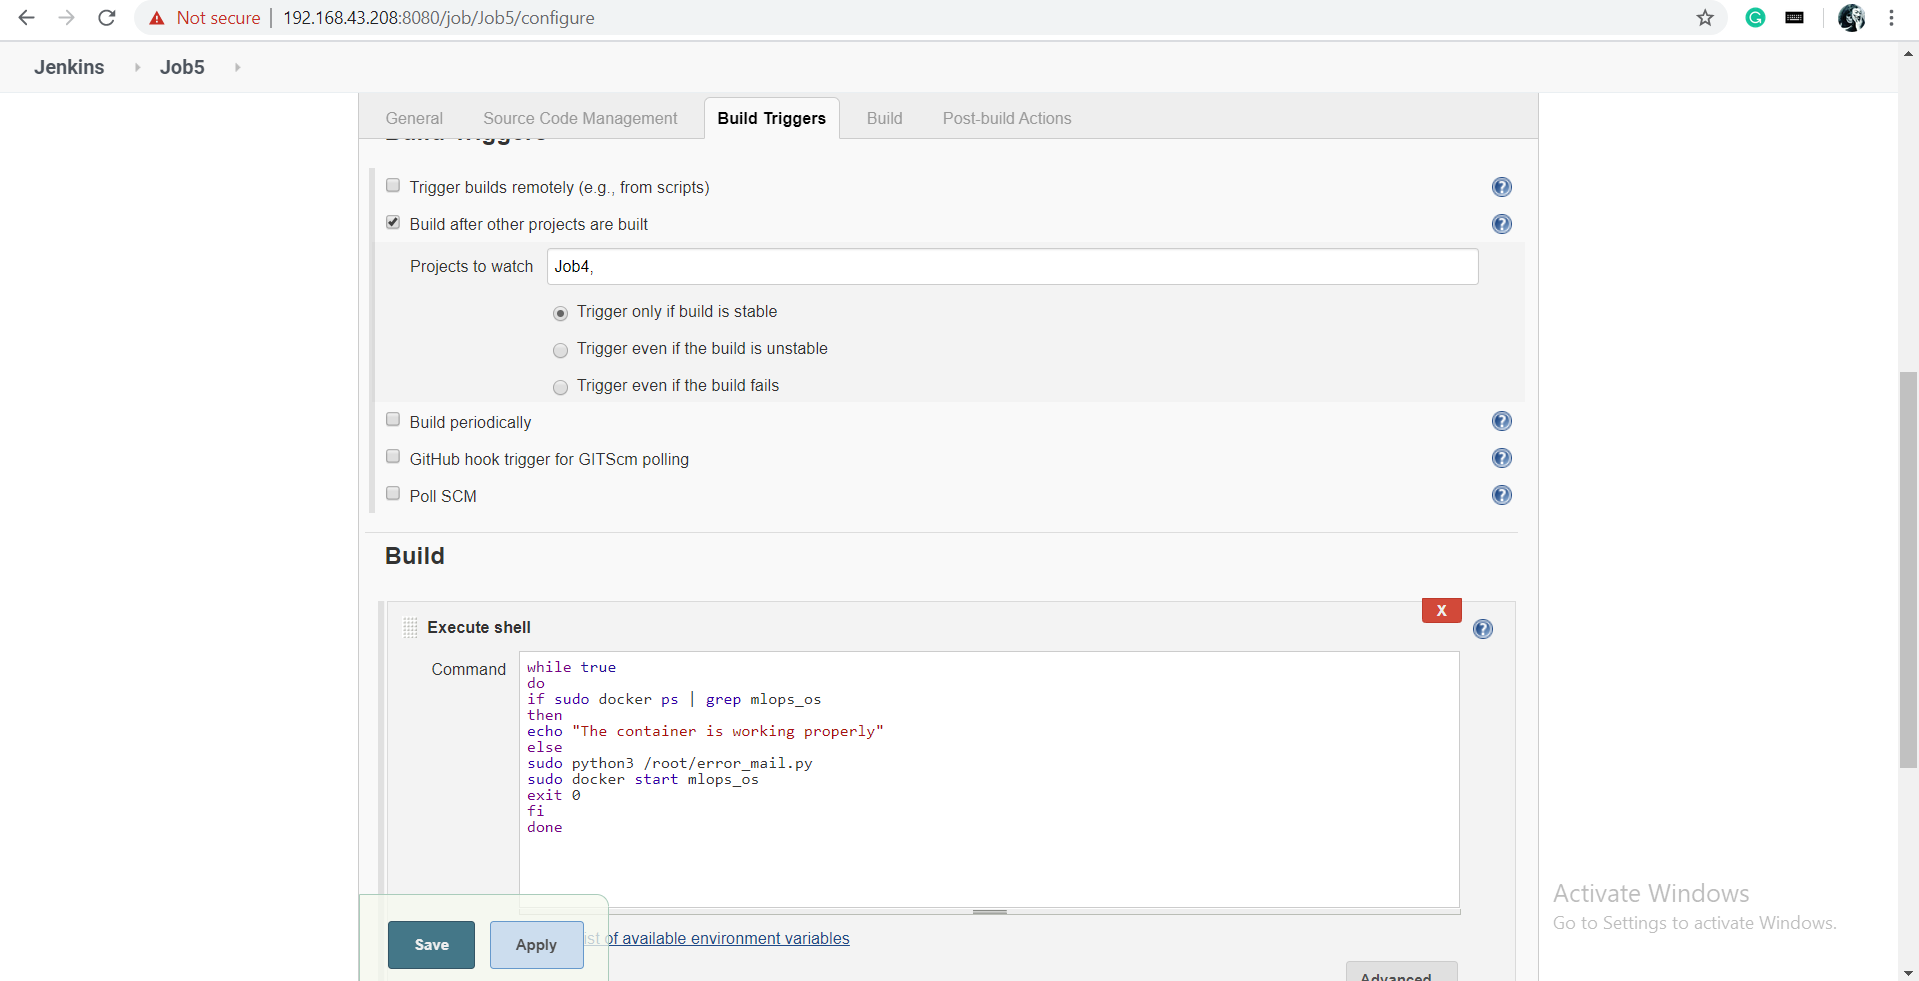 Not secure | 192.168.43.208:8080/job/Job5/configure
Jenkins Job5
General Source Code Management Build Triggers Build Post-build Actions
Build Triggers
Trigger builds remotely (e.g., from scripts)
Build after other projects are built
Projects to watch Job4,
Trigger only if build is stable
Trigger even if the build is unstable
Trigger even if the build fails
Build periodically
GitHub hook trigger for GITScm polling
Poll SCM
Build
X
Execute shell
Command
while true
do
if sudo docker ps | grep mlops_os
then
echo "The container is working properly"
else
sudo python3 /root/error_mail.py
sudo docker start mlops_os
exit 0
fi
done
Activate Windows
Go to Settings to activate Windows.
Save Apply ist of available environment variables
Advanced